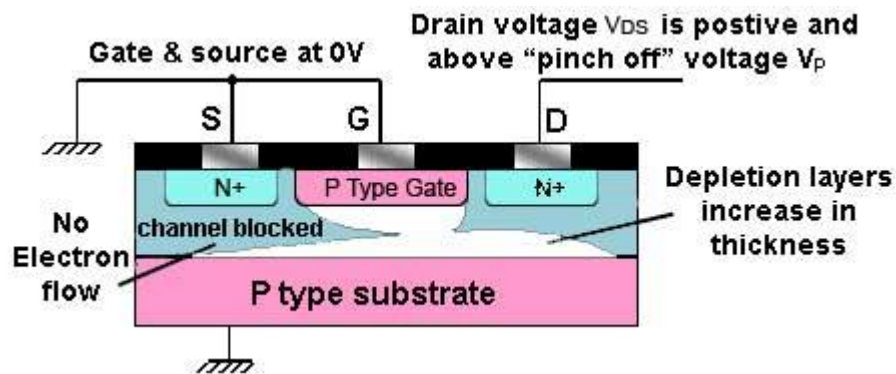 Drain voltage VDS is postive and
above “pinch off” voltage VP
Gate & source at 0V
S
G
D
N+
P Type Gate
N+
Depletion layers
increase in
thickness
channel blocked
No
Electron
flow
P type substrate